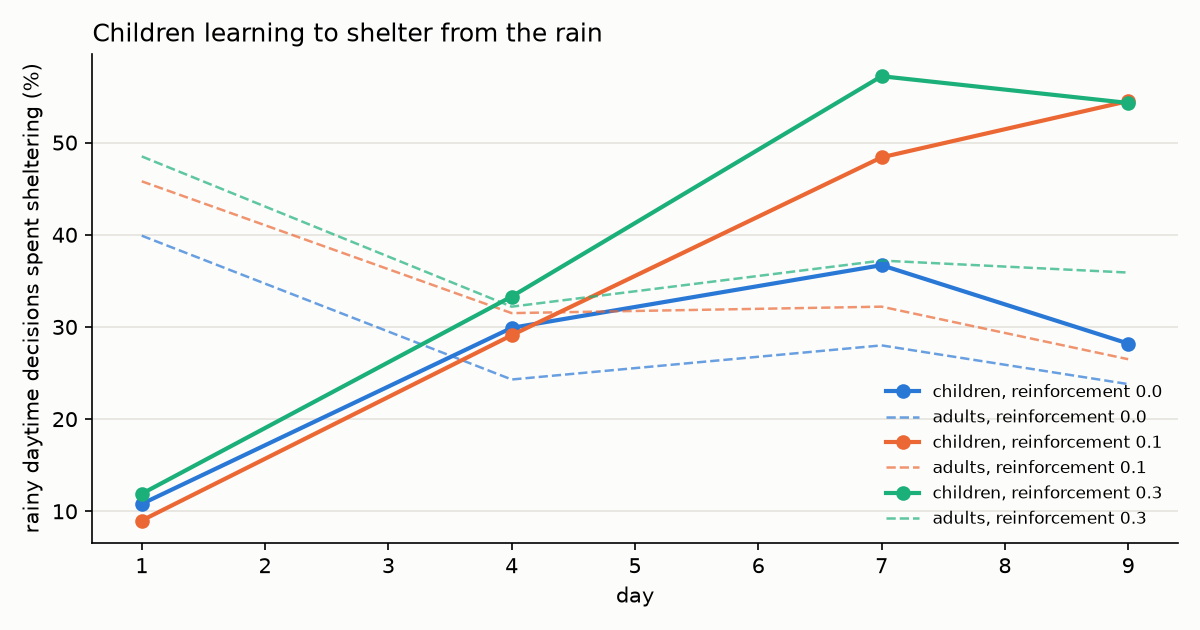 Children learning to shelter from the rain
rainy daytime decisions spent sheltering (%)
50
40
30
20
10
1 2 3 4 5 6 7 8 9
day
children, reinforcement 0.0
adults, reinforcement 0.0
children, reinforcement 0.1
adults, reinforcement 0.1
children, reinforcement 0.3
adults, reinforcement 0.3